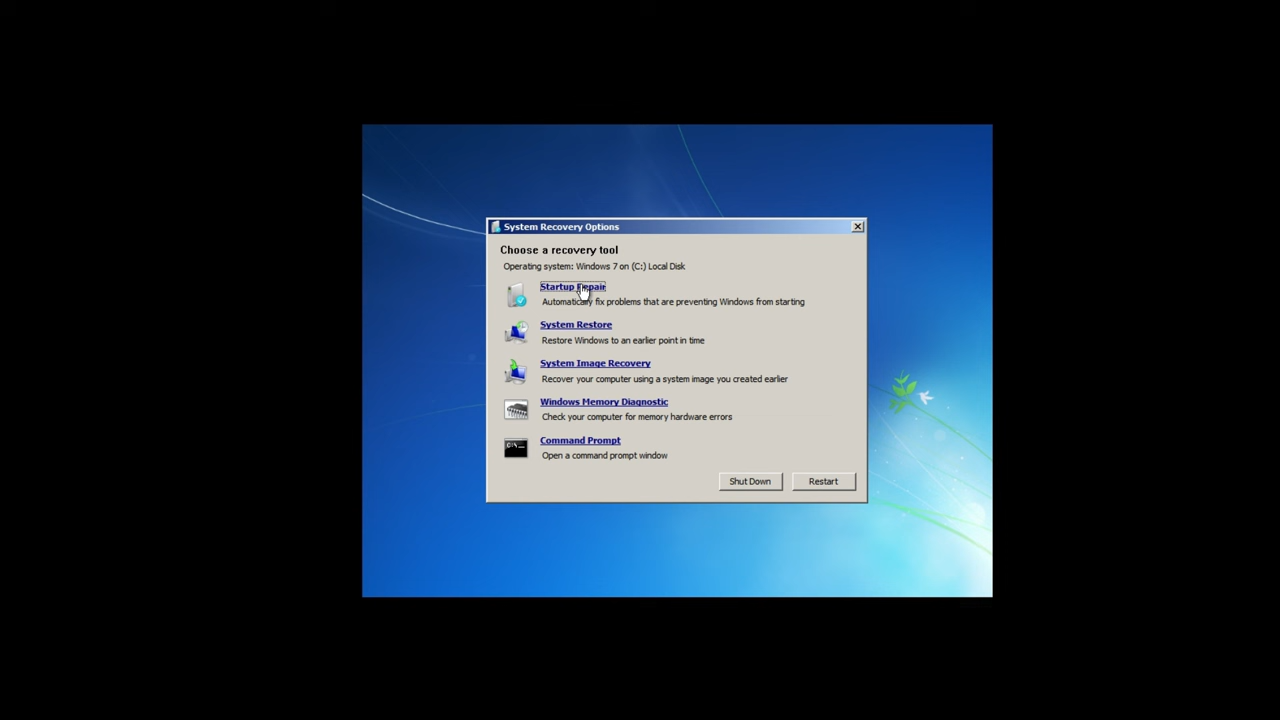 System Recovery Options
Choose a recovery tool
Operating system: Windows 7 on (C:) Local Disk
Startup Repair
Automatically fix problems that are preventing Windows from starting
System Restore
Restore Windows to an earlier point in time
System Image Recovery
Recover your computer using a system image you created earlier
Windows Memory Diagnostic
Check your computer for memory hardware errors
Command Prompt
Open a command prompt window
Shut Down Restart